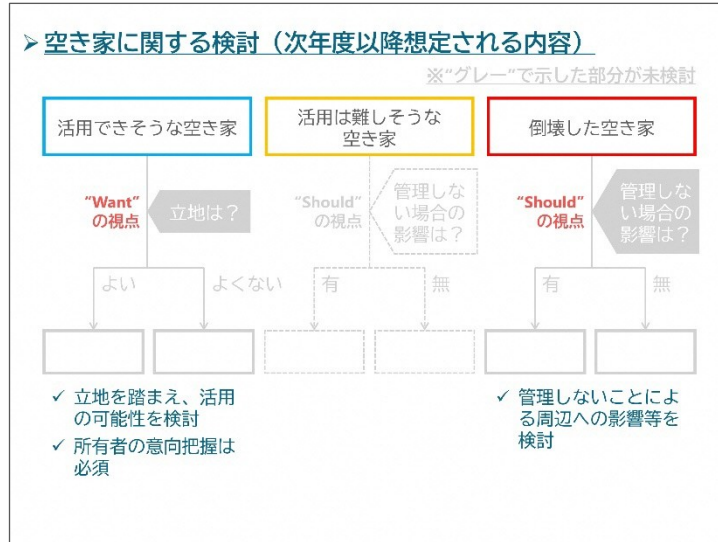 ➢ 空き家に関する検討（次年度以降想定される内容）
※“グレー”で示した部分が未検討
活用できそうな空き家
活用は難しそうな
空き家
倒壊した空き家
“Want”
の視点
立地は？
“Should”
の視点
管理しな
い場合の
影響は？
“Should”
の視点
管理しな
い場合の
影響は？
よい
よくない
有
無
有
無
✓ 立地を踏まえ、活用
の可能性を検討
✓ 所有者の意向把握は
必須
✓ 管理しないことによ
る周辺への影響等を
検討